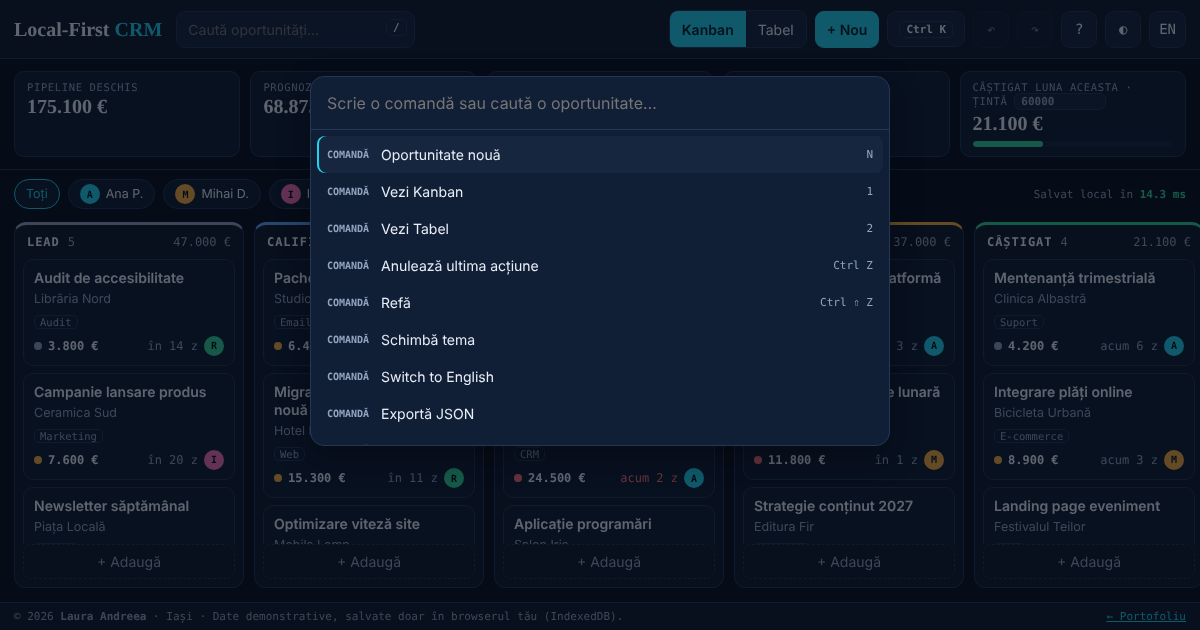 Local-First CRM
Caută oportunități...
/
Kanban
Tabel
+ Nou
Ctrl K
?
EN
PIPELINE DESCHIS
175.100 €
PROGNOZ
68.87
CÂȘTIGAT LUNA ACEASTA ·
ȚINTĂ 60000
21.100 €
Scrie o comandă sau caută o oportunitate...
COMANDĂ Oportunitate nouă N
COMANDĂ Vezi Kanban 1
COMANDĂ Vezi Tabel 2
COMANDĂ Anulează ultima acțiune Ctrl Z
COMANDĂ Refă Ctrl ⇧ Z
COMANDĂ Schimbă tema
COMANDĂ Switch to English
COMANDĂ Exportă JSON
Toți
A Ana P.
M Mihai D.
I
Salvat local în 14.3 ms
LEAD 5 47.000 €
Audit de accesibilitate
Librăria Nord
Audit
3.800 € în 14 z R
Campanie lansare produs
Ceramica Sud
Marketing
7.600 € în 20 z I
Newsletter săptămânal
Piața Locală
+ Adaugă
CALIFI
Pach
Studio
Email
6.4
Migra
nouă
Hotel
Web
15.300 € în 11 z R
Optimizare viteză site
+ Adaugă
CRM
24.500 € acum 2 z A
Aplicație programări
+ Adaugă
37.000 €
atformă
3 z A
e lunară
11.800 € în 1 z M
Strategie conținut 2027
Editura Fir
+ Adaugă
CÂȘTIGAT 4 21.100 €
Mentenanță trimestrială
Clinica Albastră
Suport
4.200 € acum 6 z A
Integrare plăți online
Bicicleta Urbană
E-commerce
8.900 € acum 3 z M
Landing page eveniment
Festivalul Teilor
+ Adaugă
© 2026 Laura Andreea · Iași · Date demonstrative, salvate doar în browserul tău (IndexedDB).
← Portofoliu